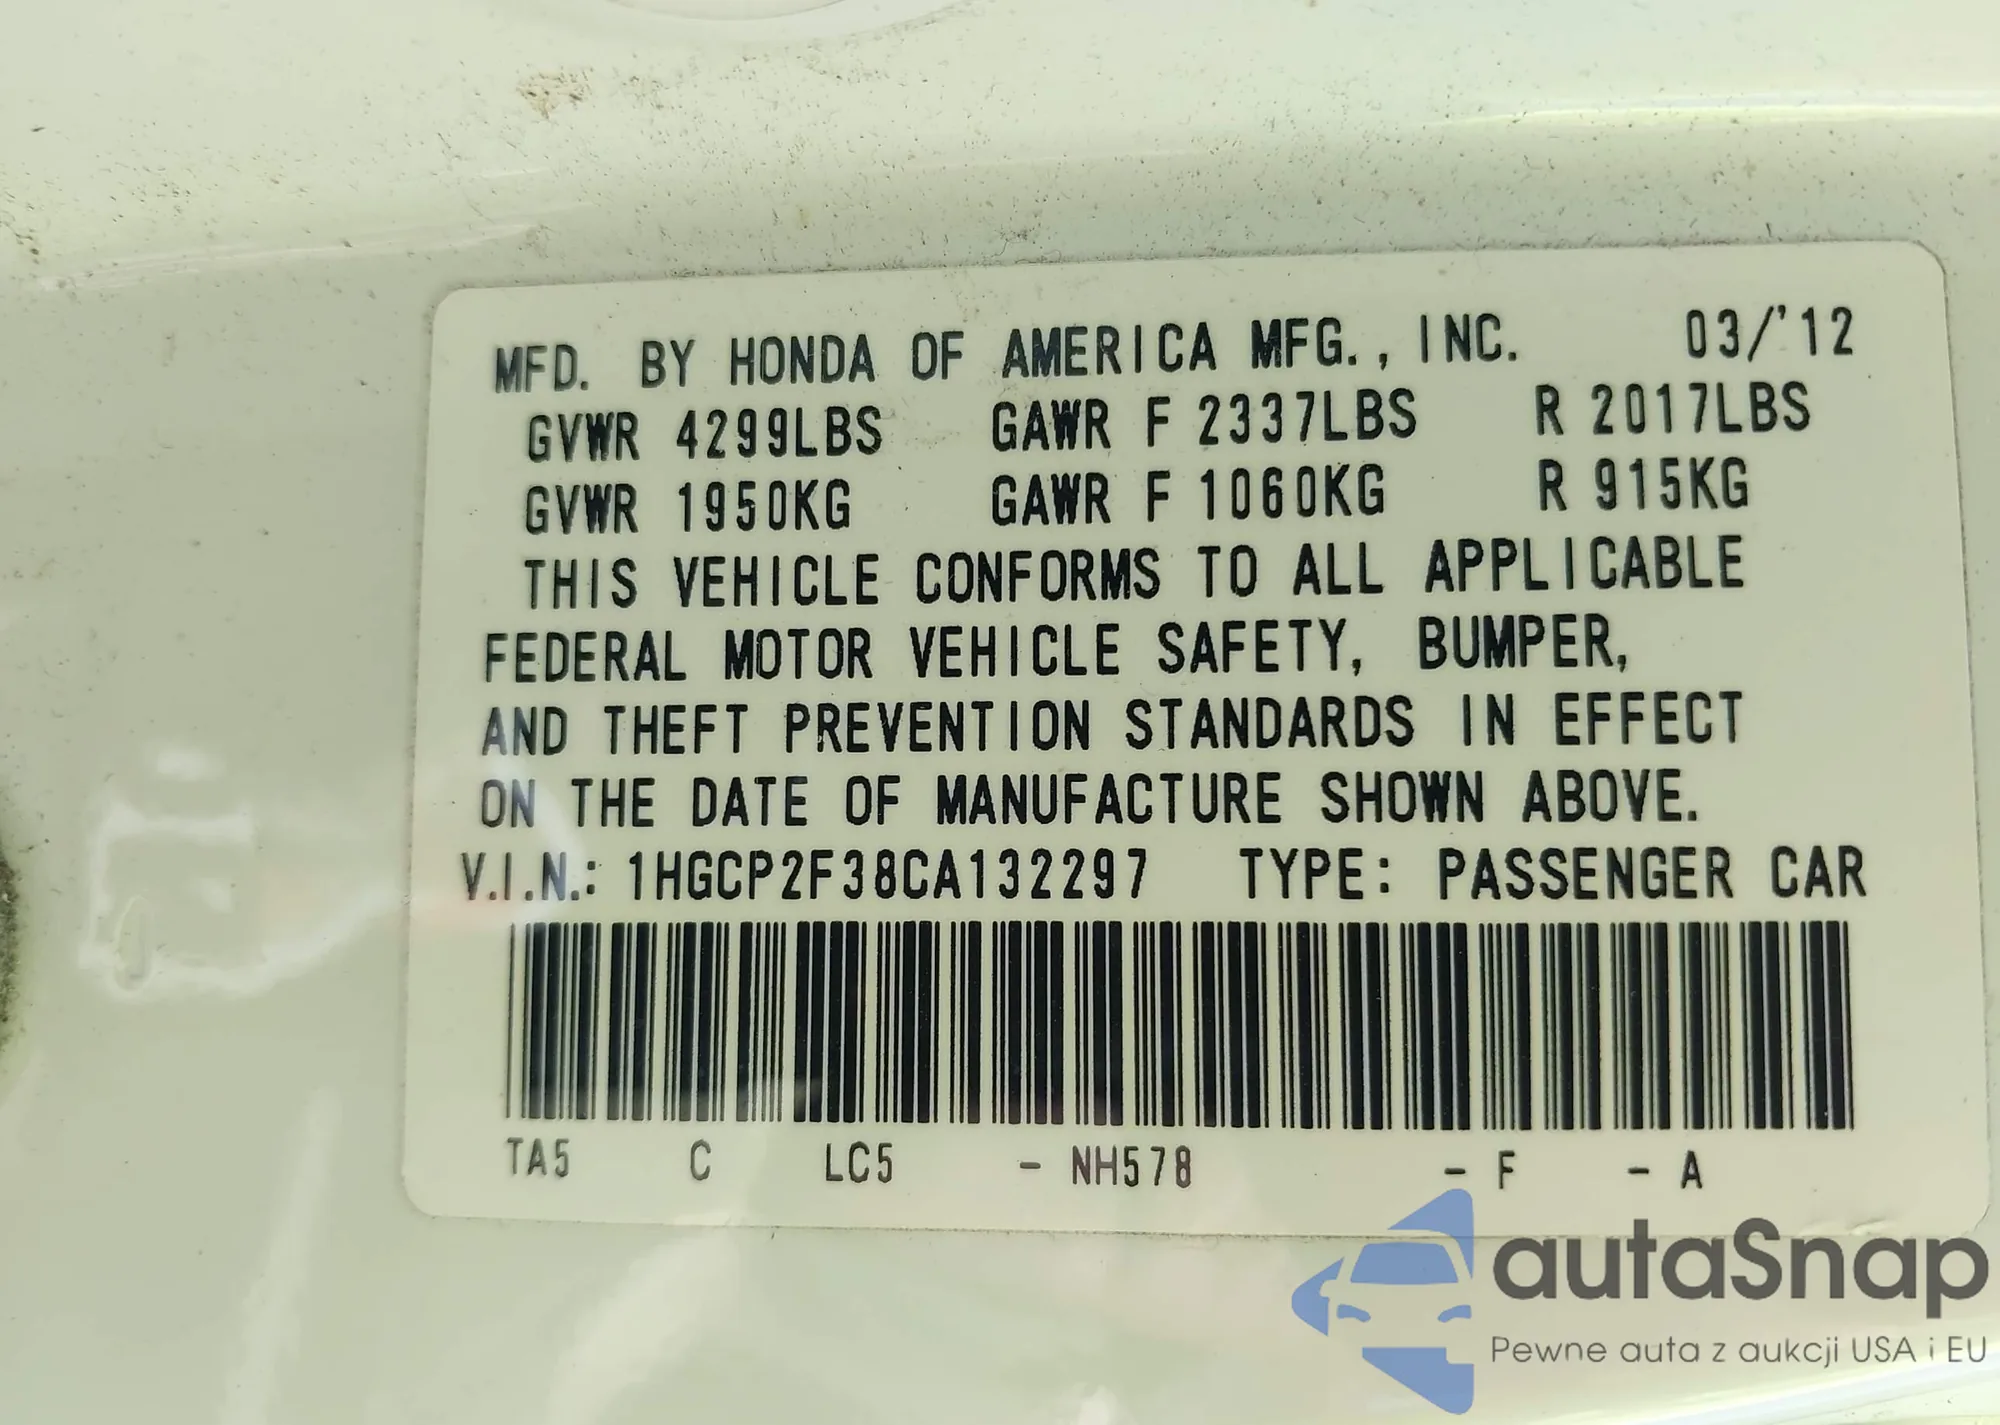 MFD. BY HONDA OF AMERICA MFG., INC. 03/'12
GVWR 4299LBS GAWR F 2337LBS R 2017LBS
GVWR 1950KG GAWR F 1060KG R 915KG
THIS VEHICLE CONFORMS TO ALL APPLICABLE
FEDERAL MOTOR VEHICLE SAFETY, BUMPER,
AND THEFT PREVENTION STANDARDS IN EFFECT
ON THE DATE OF MANUFACTURE SHOWN ABOVE.
V.I.N.: 1HGCP2F38CA132297 TYPE: PASSENGER CAR
TA5 C LC5 - NH578 - F - A
autaSnap
Pewne auta z aukcji USA i EU